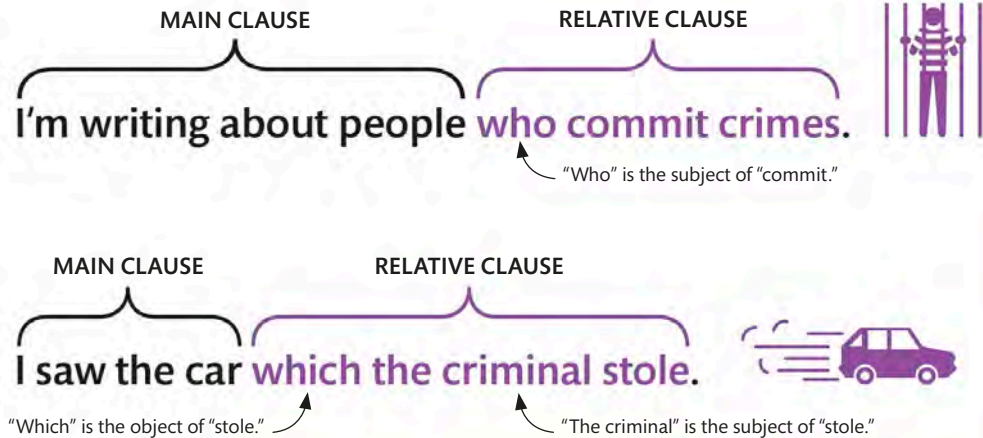 MAIN CLAUSE RELATIVE CLAUSE
I'm writing about people who commit crimes.
“Who” is the subject of “commit.”
MAIN CLAUSE RELATIVE CLAUSE
I saw the car which the criminal stole.
“Which” is the object of “stole.” “The criminal” is the subject of “stole.”